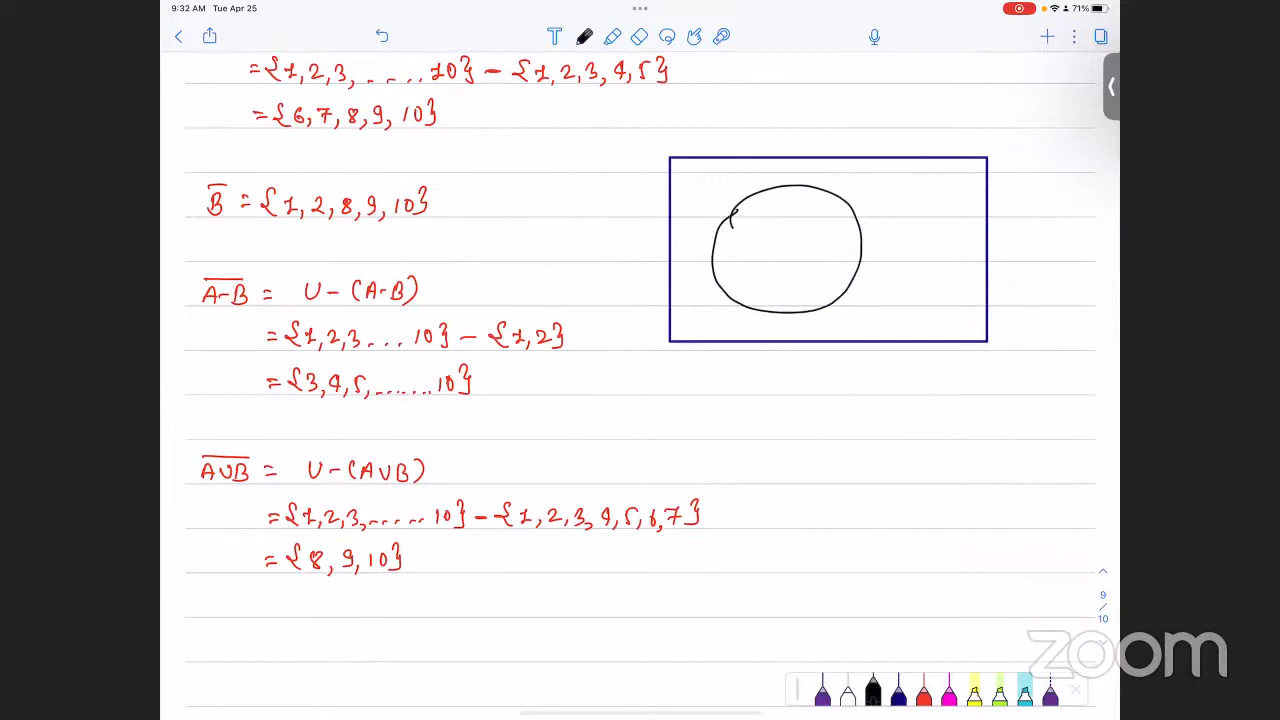 9:32 AM Tue Apr 25
71%
= {1, 2, 3, ...... 10} - {1, 2, 3, 4, 5}
= {6, 7, 8, 9, 10}
B̅ = {1, 2, 8, 9, 10}
A̅-̅B̅ = U - (A-B)
= {1, 2, 3 .... 10} - {1, 2}
= {3, 4, 5, ....... 10}
A̅∪̅B̅ = U - (A∪B)
= {1, 2, 3, ...... 10} - {1, 2, 3, 4, 5, 6, 7}
= {8, 9, 10}
9
/
10
zoom